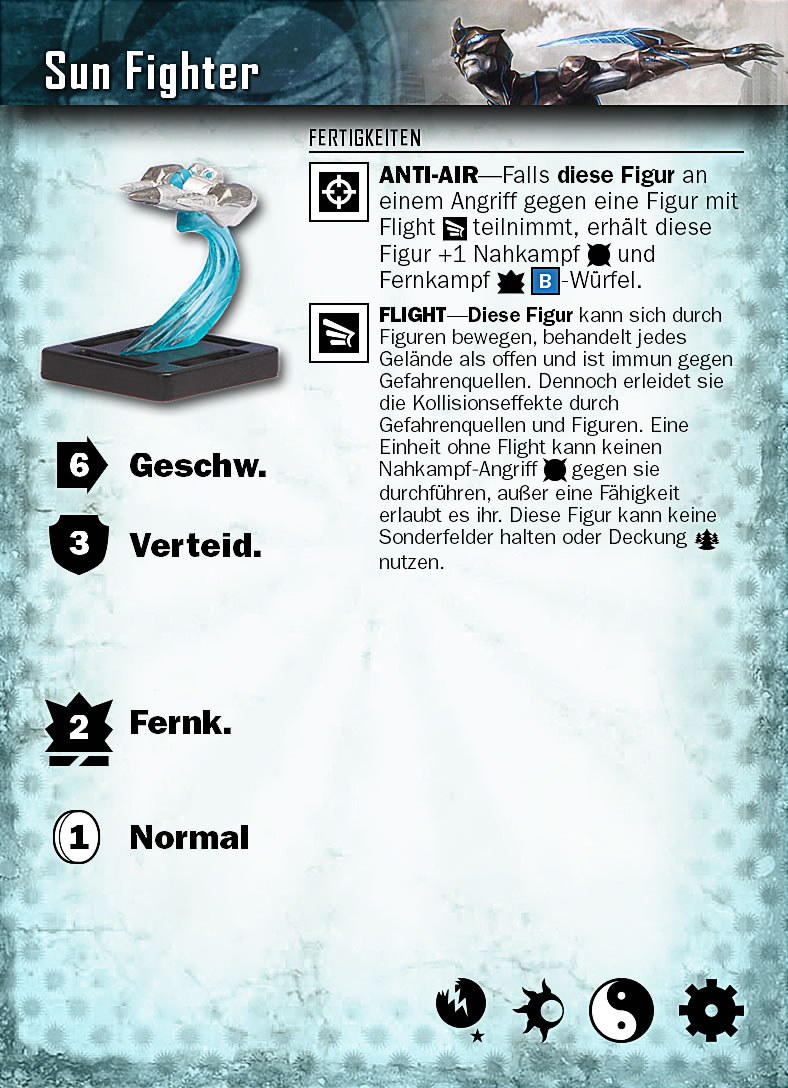 Sun Fighter
FERTIGKEITEN
ANTI-AIR—Falls diese Figur an
einem Angriff gegen eine Figur mit
Flight teilnimmt, erhält diese
Figur +1 Nahkampf und
Fernkampf B-Würfel.
FLIGHT—Diese Figur kann sich durch
Figuren bewegen, behandelt jedes
Gelände als offen und ist immun gegen
Gefahrenquellen. Dennoch erleidet sie
die Kollisionseffekte durch
Gefahrenquellen und Figuren. Eine
Einheit ohne Flight kann keinen
Nahkampf-Angriff gegen sie
durchführen, außer eine Fähigkeit
erlaubt es ihr. Diese Figur kann keine
Sonderfelder halten oder Deckung
nutzen.
6 Geschw.
3 Verteid.
2 Fernk.
1 Normal